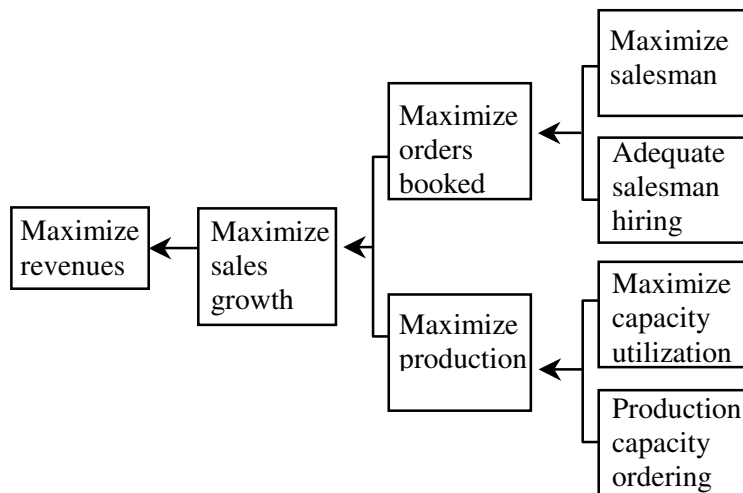 Maximize
salesman
Maximize
orders
booked
Adequate
salesman
hiring
Maximize
revenues
Maximize
sales
growth
Maximize
capacity
utilization
Maximize
production
Production
capacity
ordering